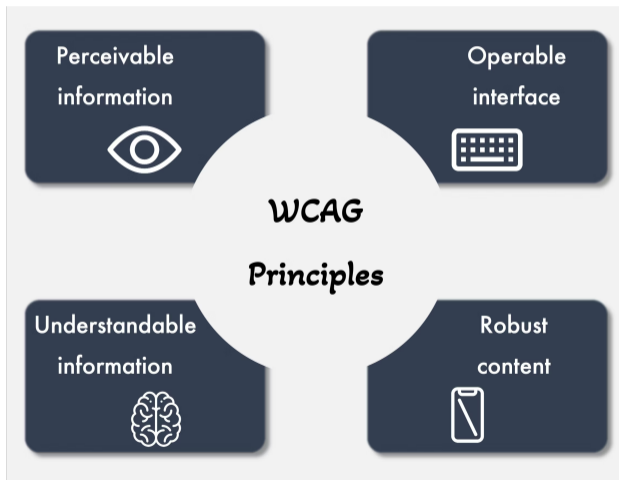 Perceivable
information
Operable
interface
WCAG
Principles
Understandable
information
Robust
content